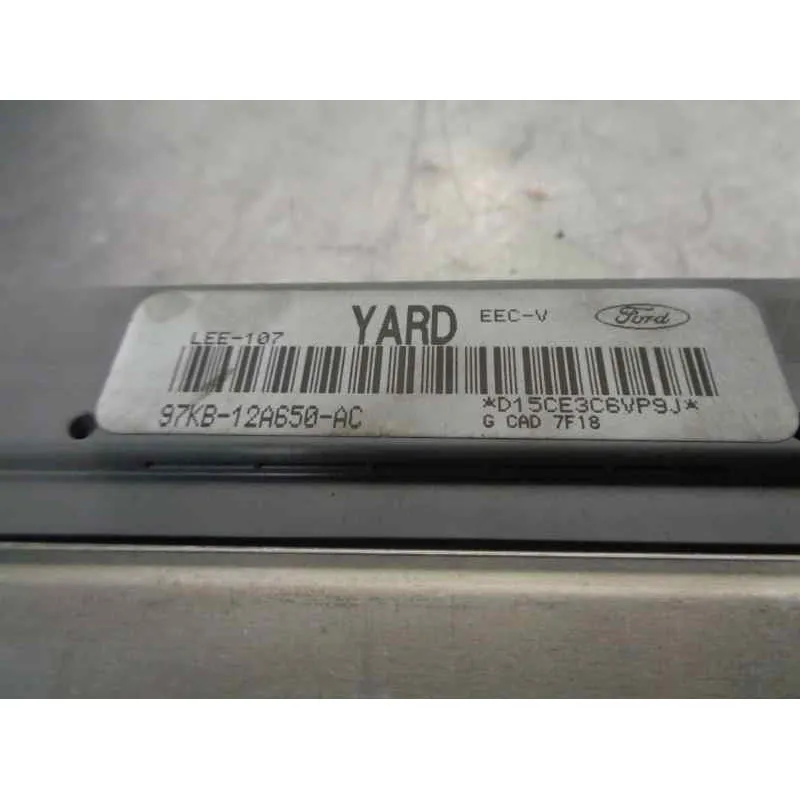 LEE-107 YARD EEC-V Ford
97KB-12A650-AC *D15CE3C6VP9J*
G CAD 7F18